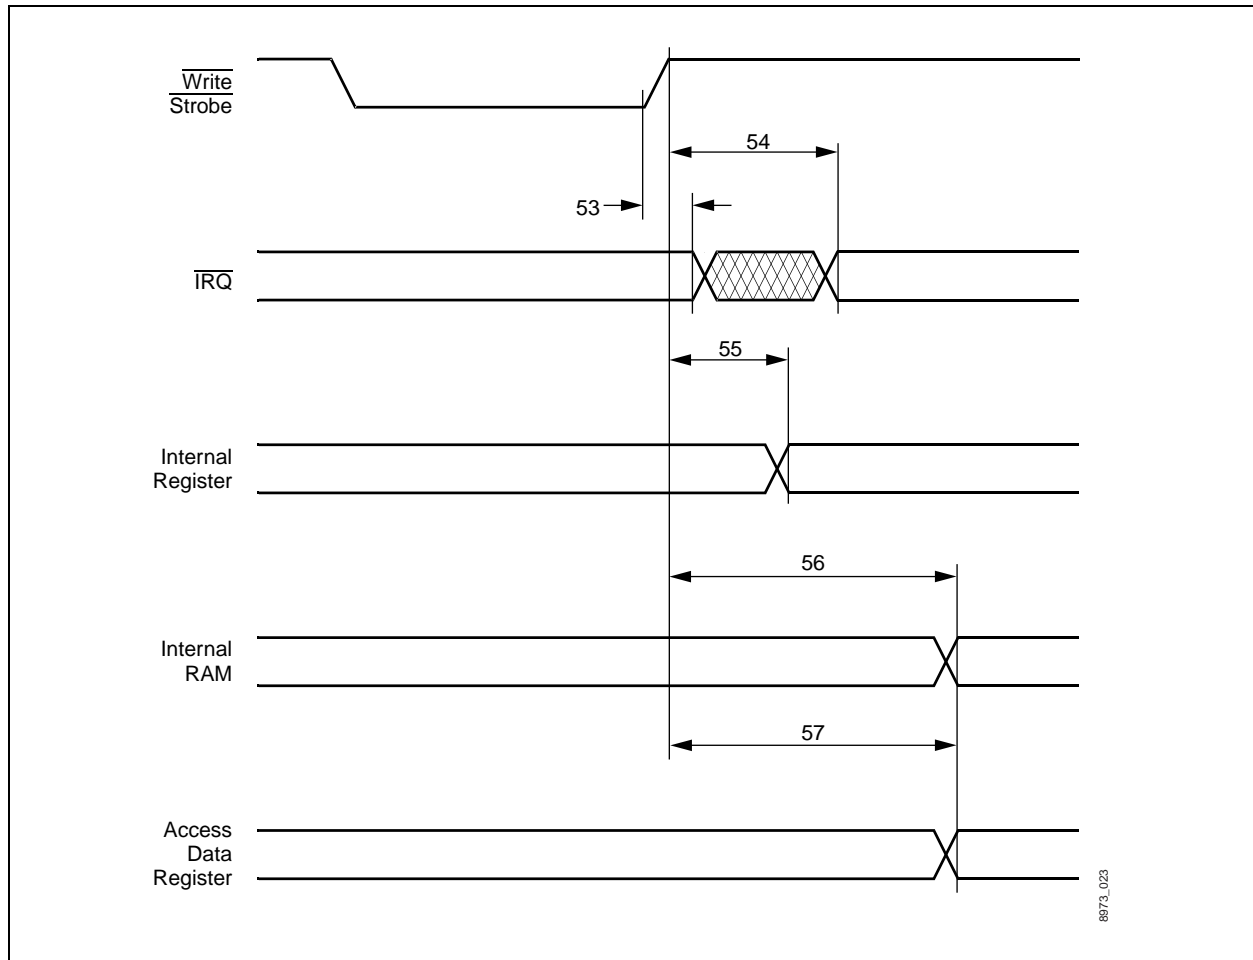 Write
Strobe
54
53
IRQ
55
Internal
Register
56
Internal
RAM
57
Access
Data
Register
8973_023